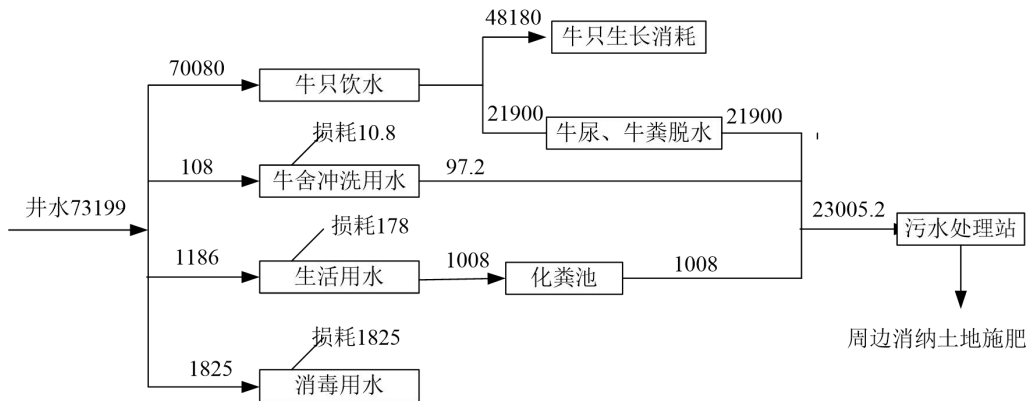 48180
牛只生长消耗
70080
牛只饮水
21900
牛尿、牛粪脱水
21900
损耗10.8
108
牛舍冲洗用水
97.2
井水73199
23005.2
污水处理站
损耗178
1186
生活用水
1008
化粪池
1008
周边消纳土地施肥
损耗1825
1825
消毒用水